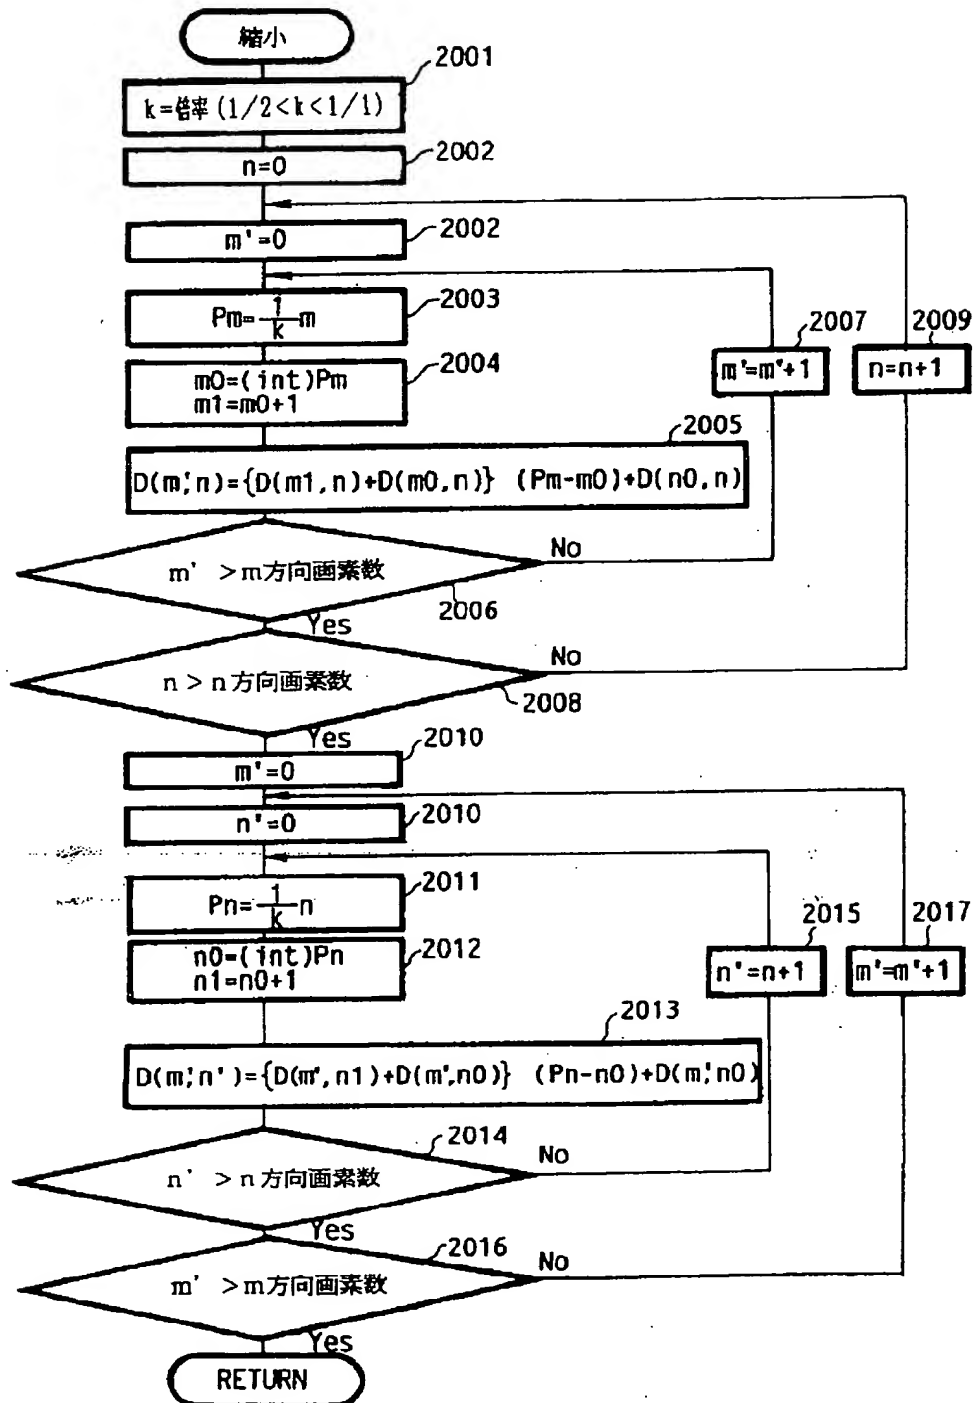 縮小
2001
k=倍率(1/2<k<1/1)
2002
n=0
2002
m'=0
2003
Pm=1/k m
2004
m0=(int)Pm
m1=m0+1
2007
m'=m'+1
2009
n=n+1
2005
D(m',n)={D(m1,n)+D(m0,n)} (Pm-m0)+D(n0,n)
No
m' >m方向画素数
2006
Yes
No
n>n方向画素数
2008
Yes
2010
m'=0
2010
n'=0
2011
Pn=1/k n
2012
n0=(int)Pn
n1=n0+1
2015
n'=n+1
2017
m'=m'+1
2013
D(m',n')={D(m',n1)+D(m',n0)} (Pn-n0)+D(m',n0)
2014
No
n' >n方向画素数
Yes
2016
No
m' >m方向画素数
Yes
RETURN